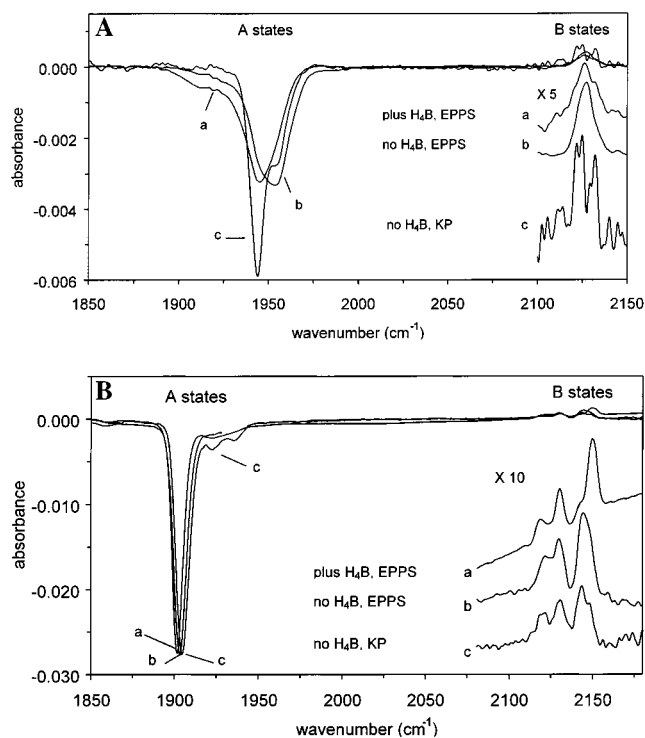 A
A states
B states
0.000
X 5
a
plus H4B, EPPS
a
-0.002
no H4B, EPPS
b
b
absorbance
-0.004
c
no H4B, KP
c
-0.006
1850 1900 1950 2000 2050 2100 2150
wavenumber (cm-1)
B
A states
B states
0.000
c
X 10
-0.010
absorbance
plus H4B, EPPS
a
-0.020
no H4B, EPPS
b
a
no H4B, KP
c
b
c
-0.030
1850 1900 1950 2000 2050 2100 2150
wavenumber (cm-1)